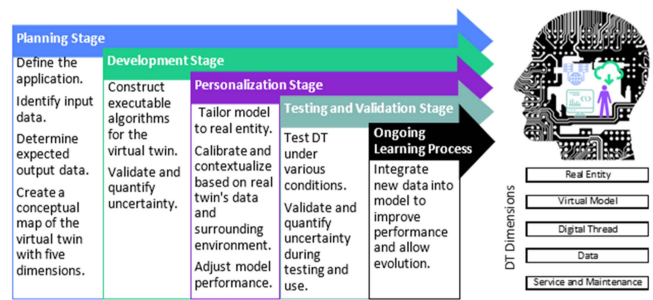 Planning Stage
Define the
application.
Identify input
data.
Determine
expected
output data.
Create a
conceptual
map of the
virtual twin
with five
dimensions.
Development Stage
Construct
executable
algorithms
for the
virtual twin.
Validate and
quantify
uncertainty.
Personalization Stage
Tailor model
to real entity.
Calibrate and
contextualize
based on real
twin's data
and
surrounding
environment.
Adjust model
performance.
Testing and Validation Stage
Test DT
under
various
conditions.
Validate and
quantify
uncertainty
during
testing and
use.
Ongoing
Learning Process
Integrate
new data into
model to
improve
performance
and allow
evolution.
DT Dimensions
Real Entity
Virtual Model
Digital Thread
Data
Service and Maintenance